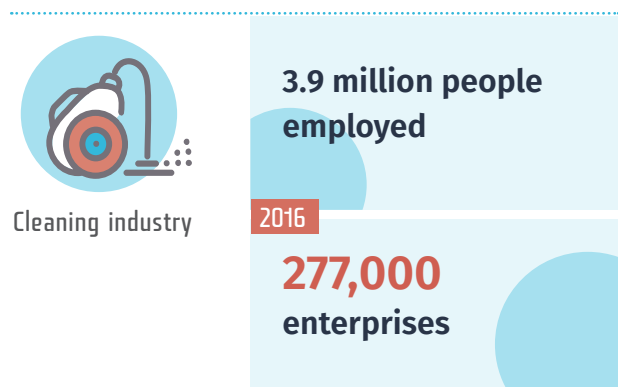 Cleaning industry
3.9 million people
employed
2016
277,000
enterprises